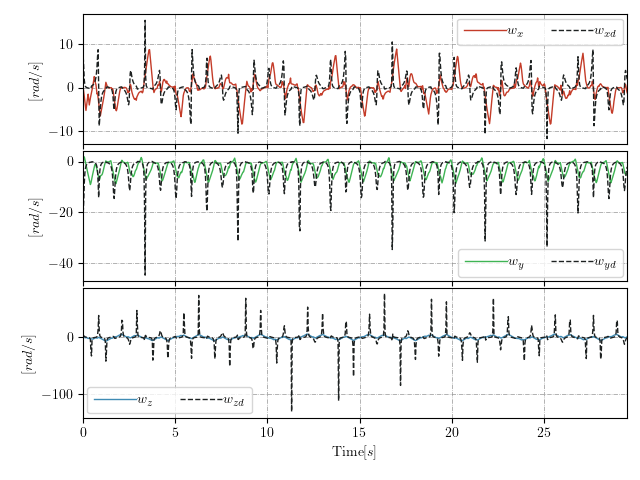 10
0
−10
[rad/s]
w_x w_xd
0
−20
−40
[rad/s]
w_y w_yd
0
−100
[rad/s]
w_z w_zd
0 5 10 15 20 25
Time[s]